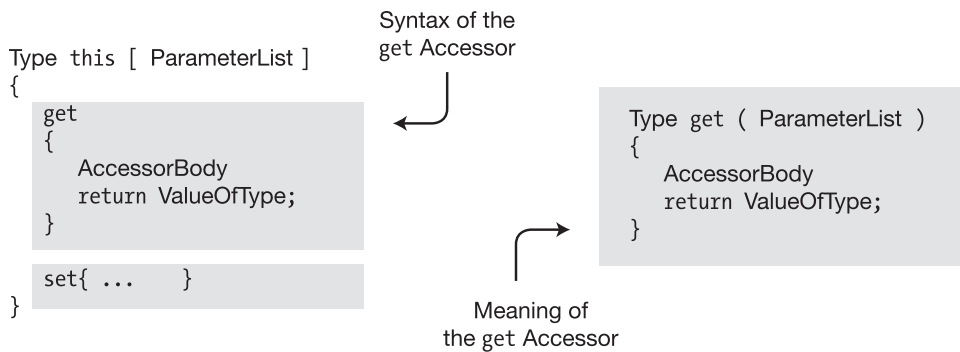 Syntax of the
get Accessor
Type this [ ParameterList ]
{
get
{
AccessorBody
return ValueOfType;
}
set{ ... }
}
Type get ( ParameterList )
{
AccessorBody
return ValueOfType;
}
Meaning of
the get Accessor